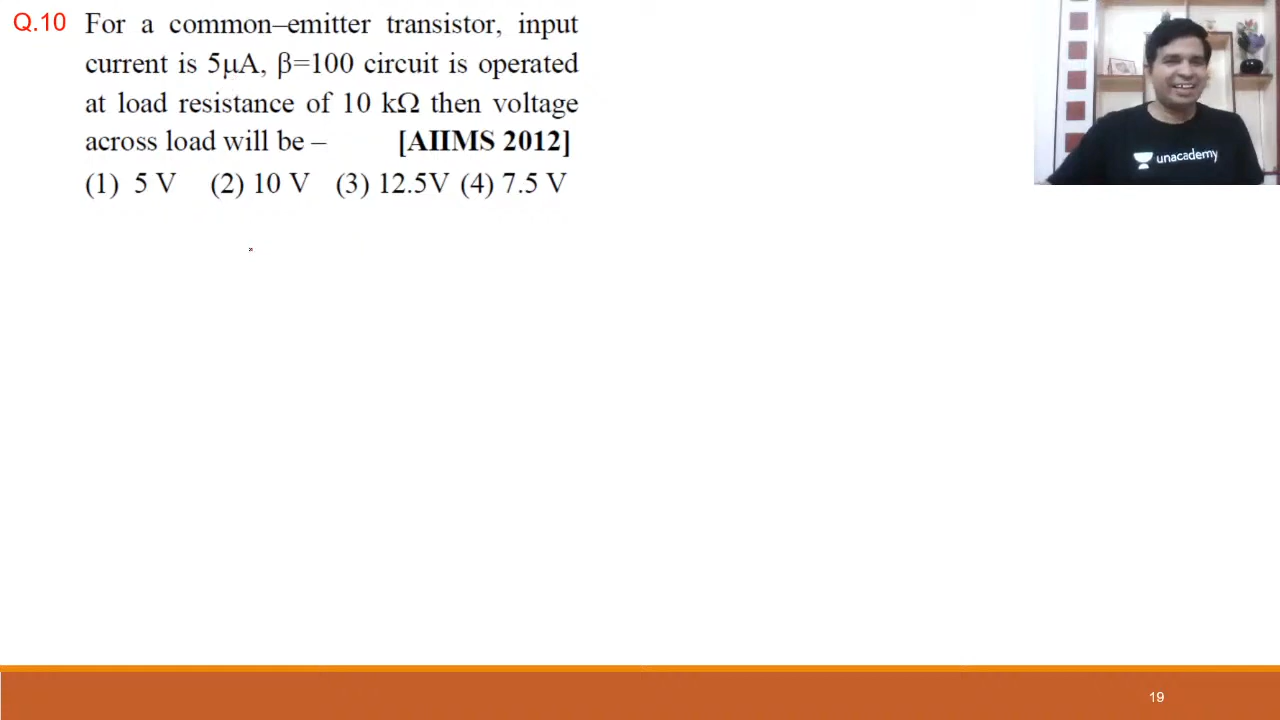 Q.10 For a common–emitter transistor, input
current is 5μA, β=100 circuit is operated
at load resistance of 10 kΩ then voltage
across load will be – [AIIMS 2012]
(1) 5 V (2) 10 V (3) 12.5V (4) 7.5 V
unacademy
19